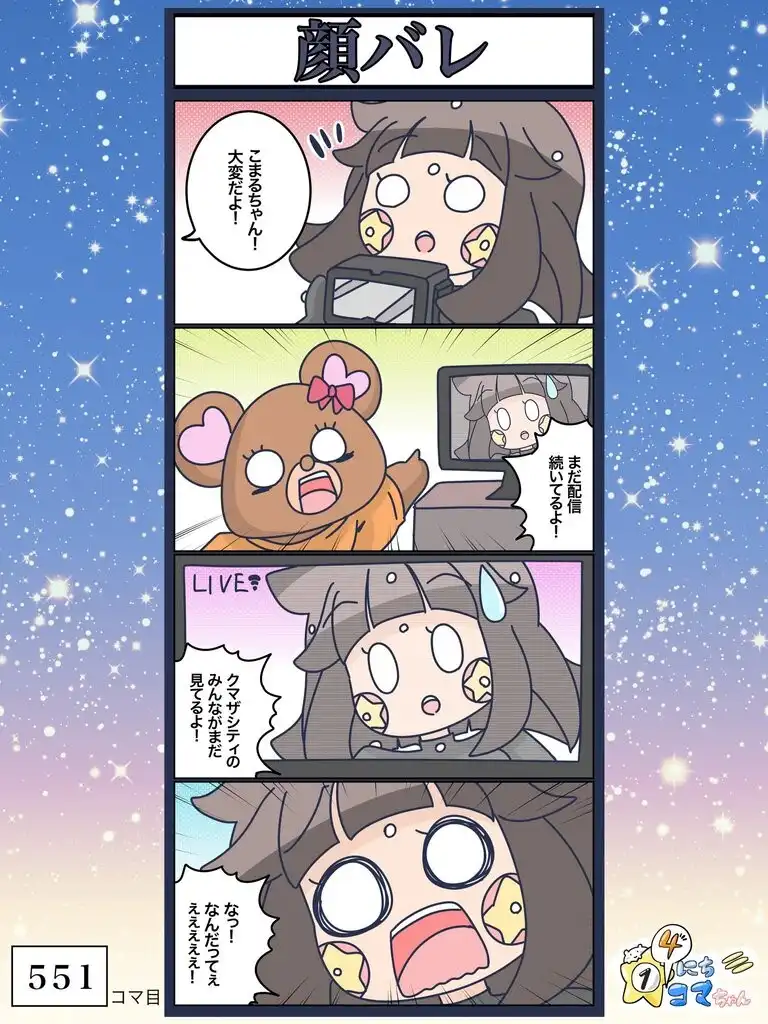 顔バレ
こまるちゃん!
大変だよ!
まだ配信
続いてるよ!
LIVE
クマザシティの
みんながまだ
見てるよ!
なっ!
なんだってぇ
ぇぇぇぇぇ!
551
コマ目
1
にち
4
コマ
ちゃん